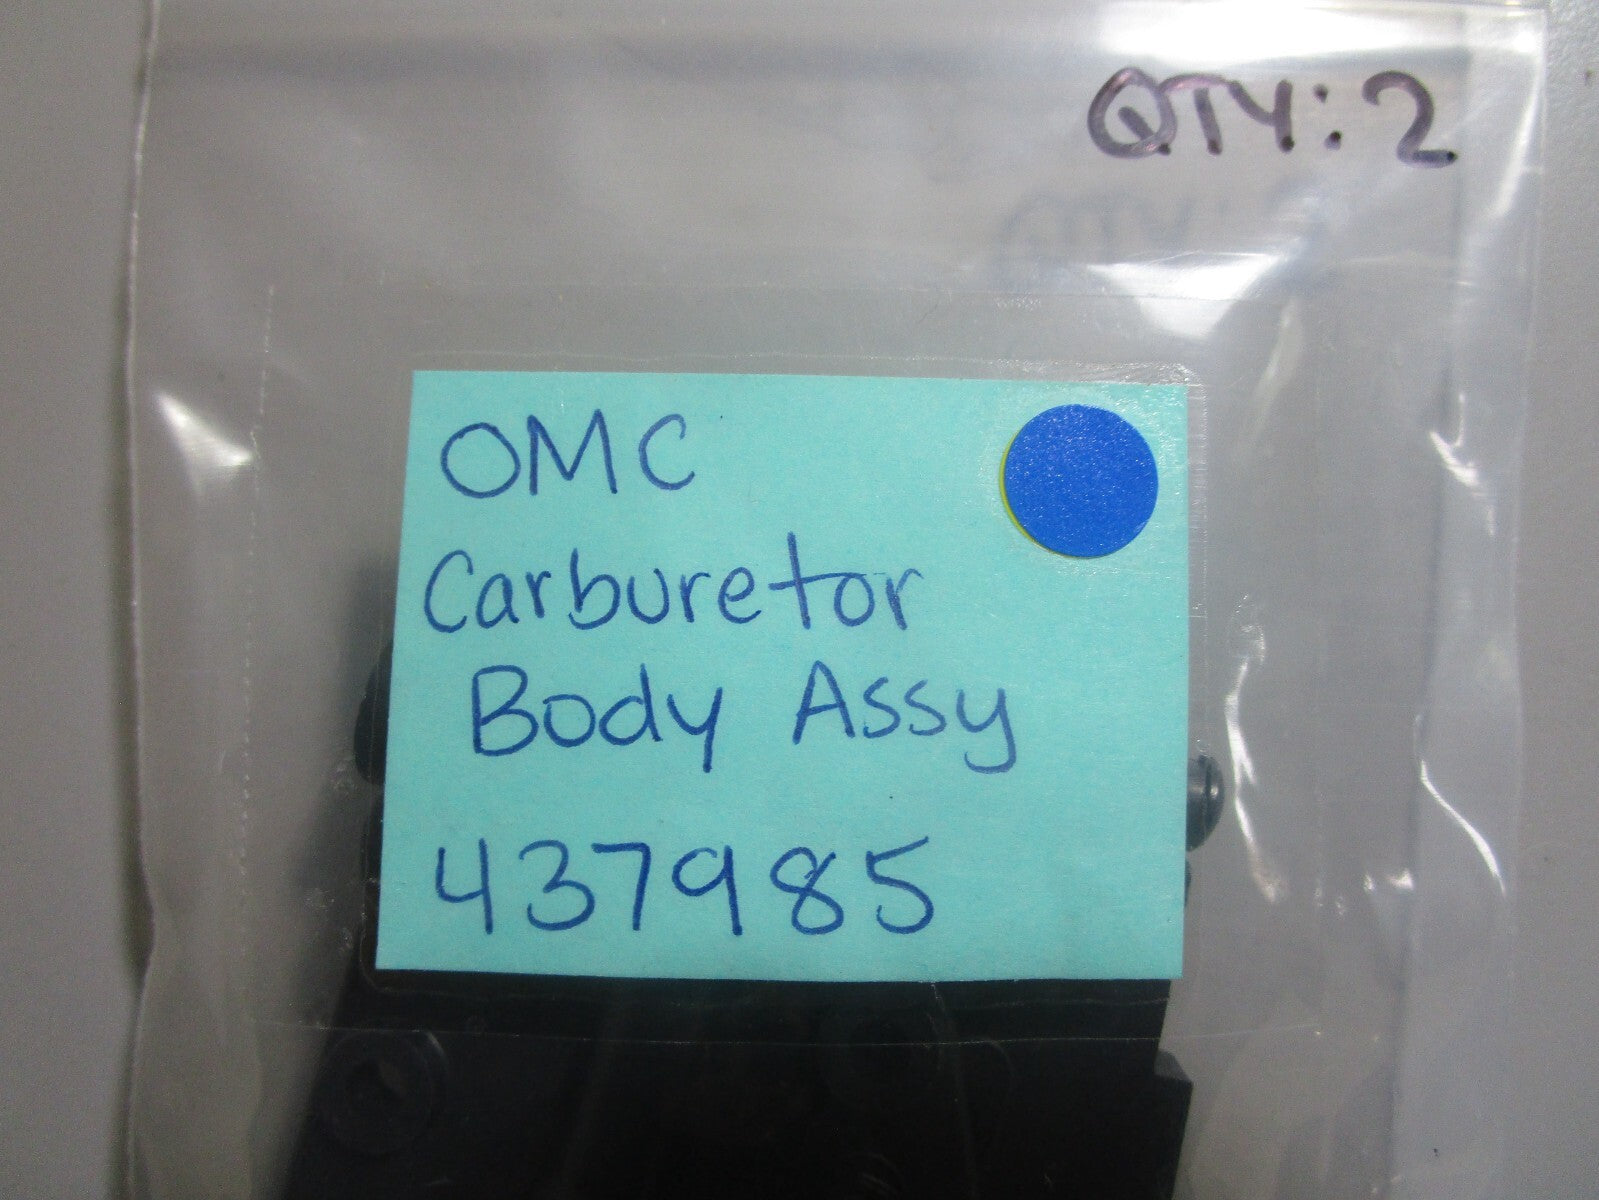 QTY:2
OMC
Carburetor
Body Assy
437985